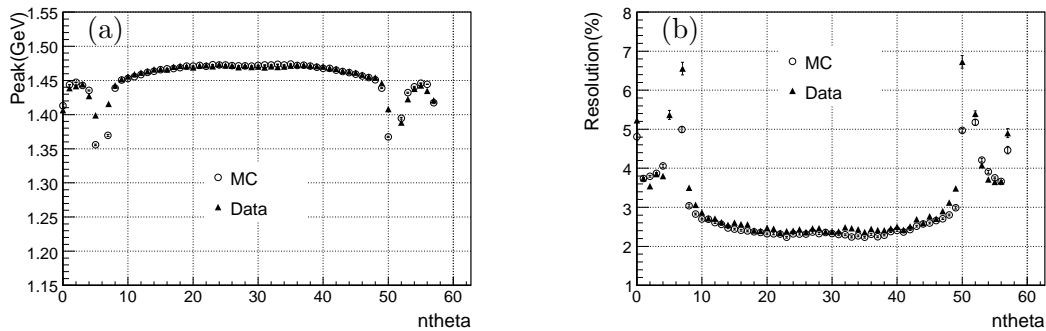 (a)
Peak(GeV)
1.55
1.50
1.45
1.40
1.35
1.30
1.25
1.20
1.15
MC
Data
0 10 20 30 40 50 60
ntheta
(b)
Resolution(%)
8
7
6
5
4
3
2
1
MC
Data
0 10 20 30 40 50 60
ntheta